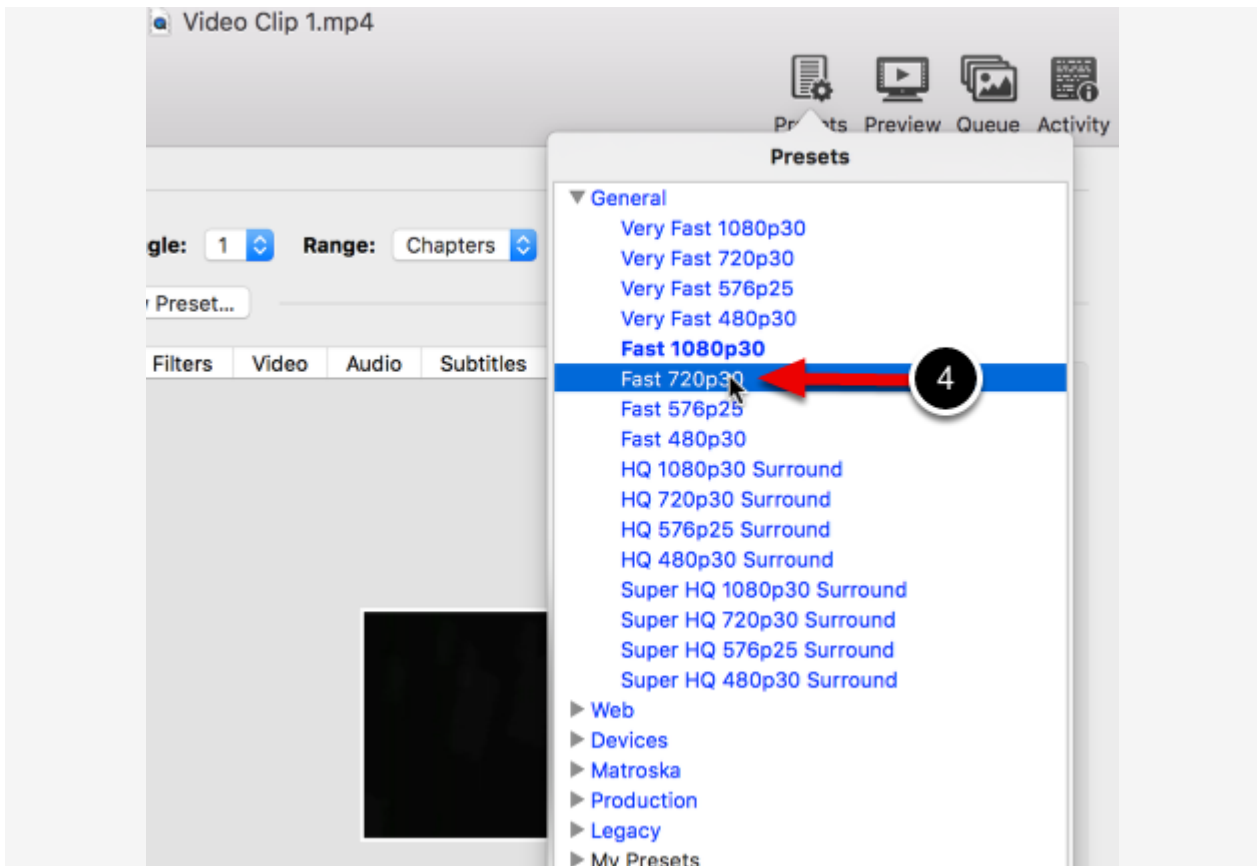 Video Clip 1.mp4
Preview Queue Activity
Presets
General
Very Fast 1080p30
gle: 1 Range: Chapters
Very Fast 720p30
Very Fast 576p25
Preset...
Very Fast 480p30
Fast 1080p30
Filters Video Audio Subtitles
Fast 720p30
4
Fast 576p25
Fast 480p30
HQ 1080p30 Surround
HQ 720p30 Surround
HQ 576p25 Surround
HQ 480p30 Surround
Super HQ 1080p30 Surround
Super HQ 720p30 Surround
Super HQ 576p25 Surround
Super HQ 480p30 Surround
Web
Devices
Matroska
Production
Legacy
My Presets